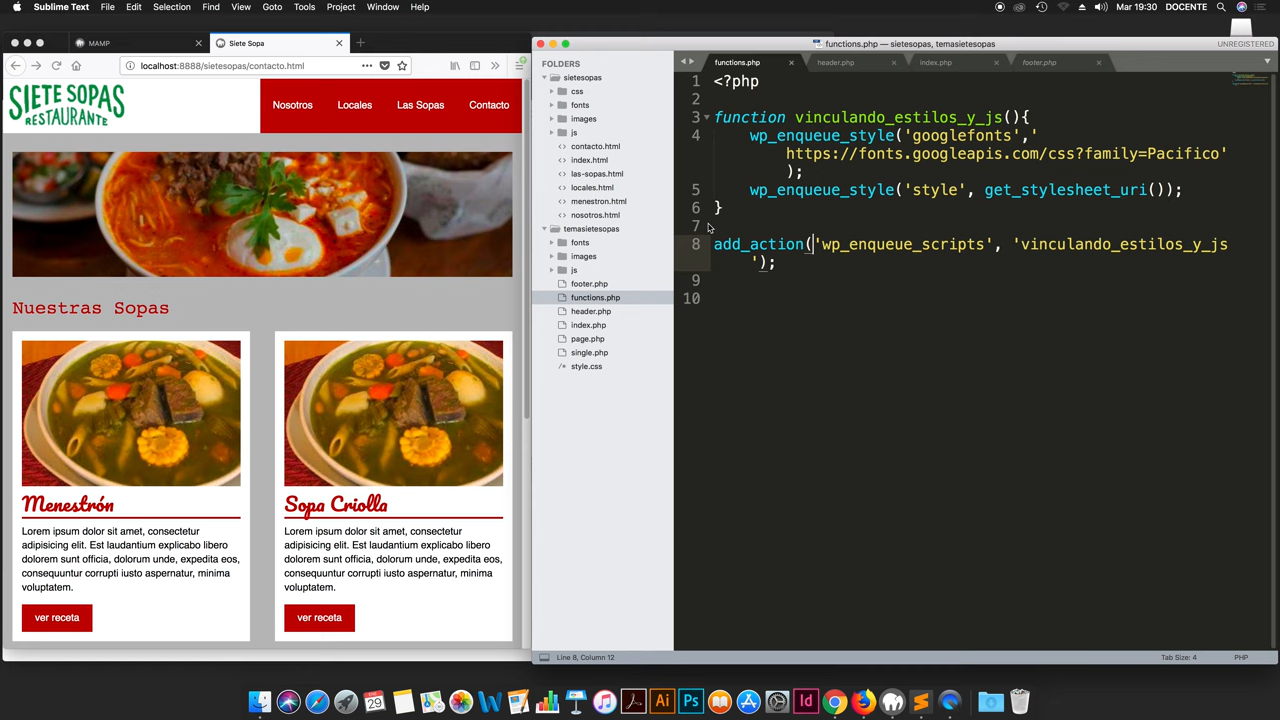 Sublime Text File Edit Selection Find View Goto Tools Project Window Help Mar 19:30 DOCENTE
MAMP
Siete Sopa
localhost:8888/sietesopas/contacto.html
SIETE SOPAS
RESTAURANTE
Nosotros Locales Las Sopas Contacto
Nuestras Sopas
Menestrón
Lorem ipsum dolor sit amet, consectetur
adipisicing elit. Est laudantium explicabo libero
dolorem sunt officia, dolorum unde, expedita eos,
consequuntur corrupti iusto aspernatur, minima
voluptatem.
ver receta
Sopa Criolla
Lorem ipsum dolor sit amet, consectetur
adipisicing elit. Est laudantium explicabo libero
dolorem sunt officia, dolorum unde, expedita eos,
consequuntur corrupti iusto aspernatur, minima
voluptatem.
ver receta
functions.php — sietesopas, temasietesopas
UNREGISTERED
FOLDERS
sietesopas
css
fonts
images
js
contacto.html
index.html
las-sopas.html
locales.html
menestron.html
nosotros.html
temasietesopas
fonts
images
js
footer.php
functions.php
header.php
index.php
page.php
single.php
style.css
functions.php header.php index.php footer.php
1 <?php
2
3 function vinculando_estilos_y_js(){
4 wp_enqueue_style('googlefonts','
https://fonts.googleapis.com/css?family=Pacifico'
);
5 wp_enqueue_style('style', get_stylesheet_uri());
6 }
7
8 add_action('wp_enqueue_scripts', 'vinculando_estilos_y_js
');
9
10
Line 8, Column 12
Tab Size: 4
PHP
29
Ai
Ps
Id